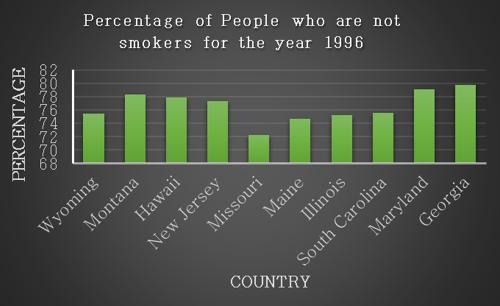 Percentage of People who are not
smokers for the year 1996
PERCENTAGE
82
80
78
76
74
72
70
68
Wyoming
Montana
Hawaii
New Jersey
Missouri
Maine
Illinois
South Carolina
Maryland
Georgia
COUNTRY